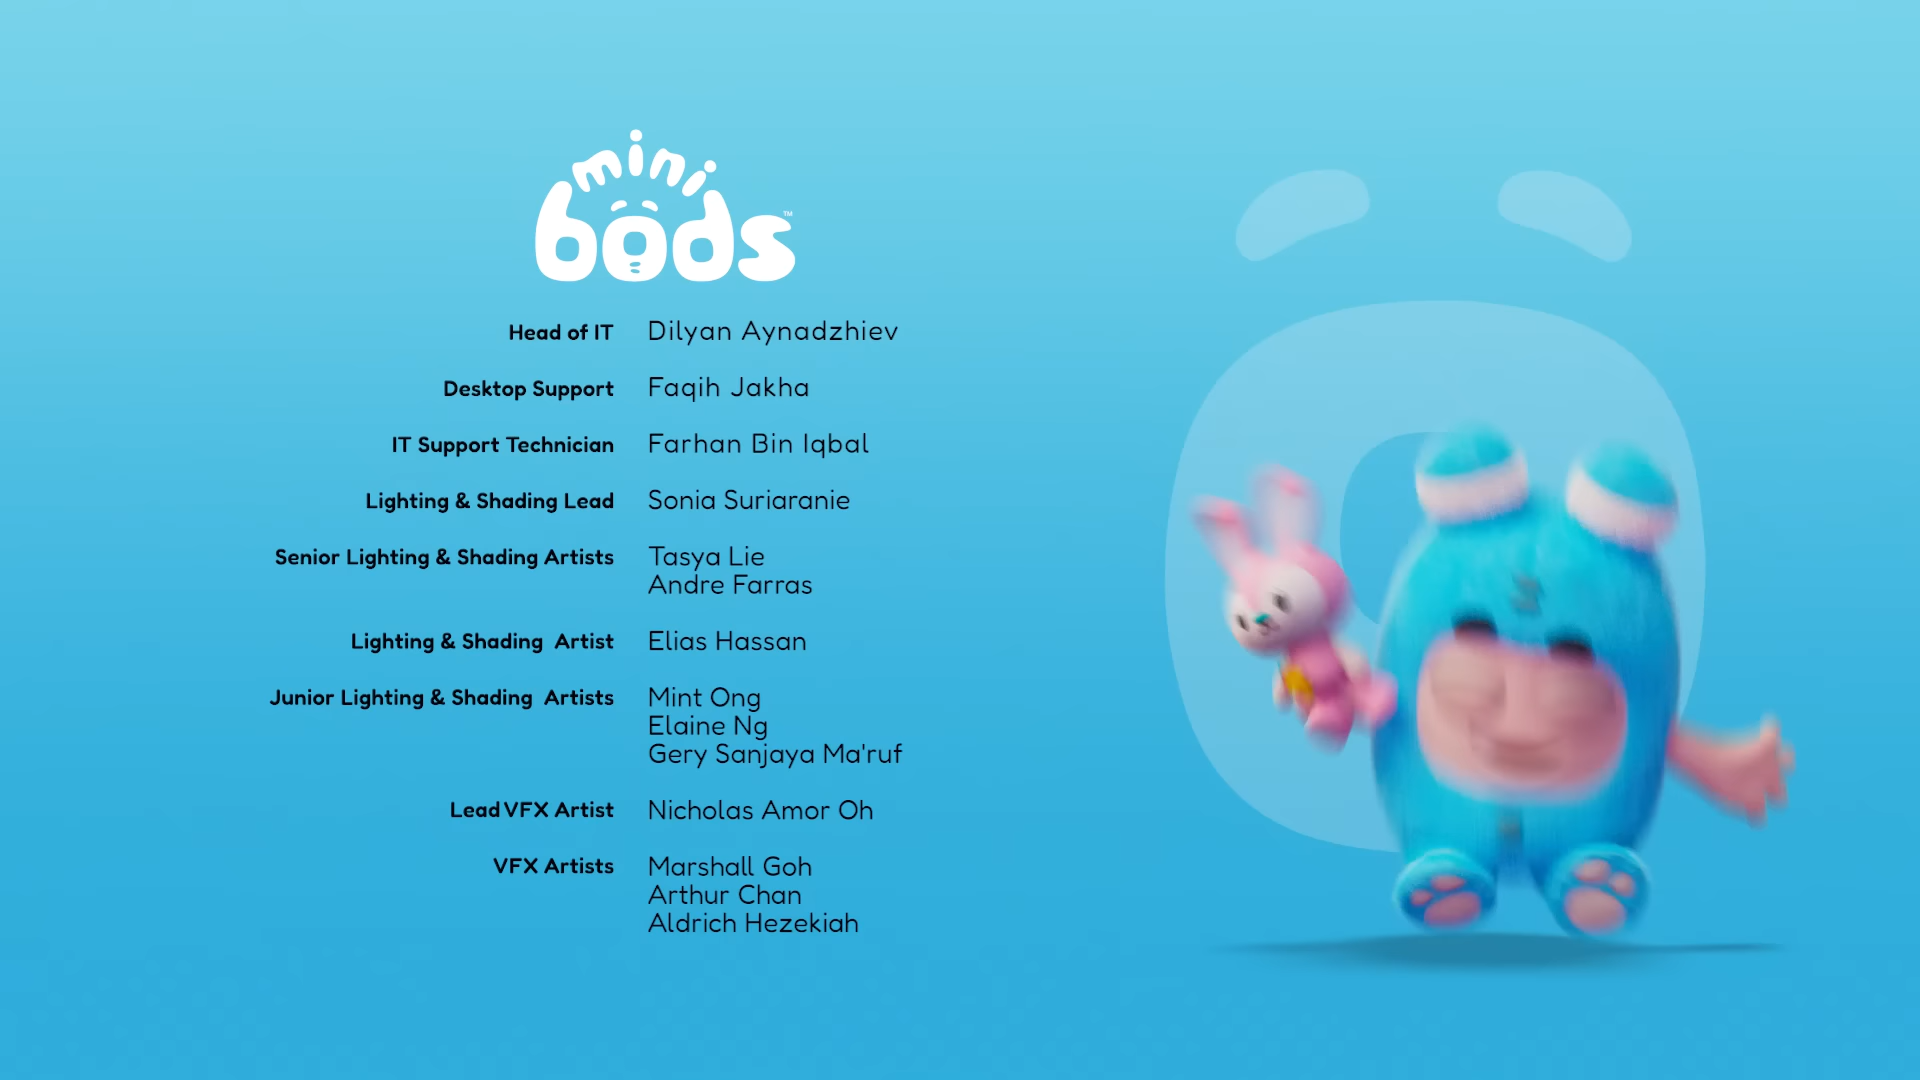 mini
bods™
Head of IT Dilyan Aynadzhiev
Desktop Support Faqih Jakha
IT Support Technician Farhan Bin Iqbal
Lighting & Shading Lead Sonia Suriaranie
Senior Lighting & Shading Artists Tasya Lie
Andre Farras
Lighting & Shading Artist Elias Hassan
Junior Lighting & Shading Artists Mint Ong
Elaine Ng
Gery Sanjaya Ma'ruf
Lead VFX Artist Nicholas Amor Oh
VFX Artists Marshall Goh
Arthur Chan
Aldrich Hezekiah